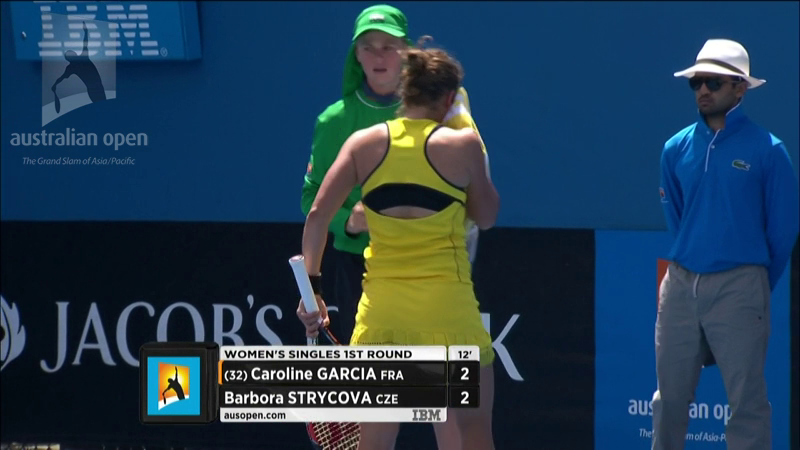 IBM
australian open
The Grand Slam of Asia/Pacific
JACOB'S
K
WOMEN'S SINGLES 1ST ROUND 12'
(32) Caroline GARCIA FRA 2
Barbora STRYCOVA CZE 2
ausopen.com IBM
australian op
The Grand Slam of Asia/Pac